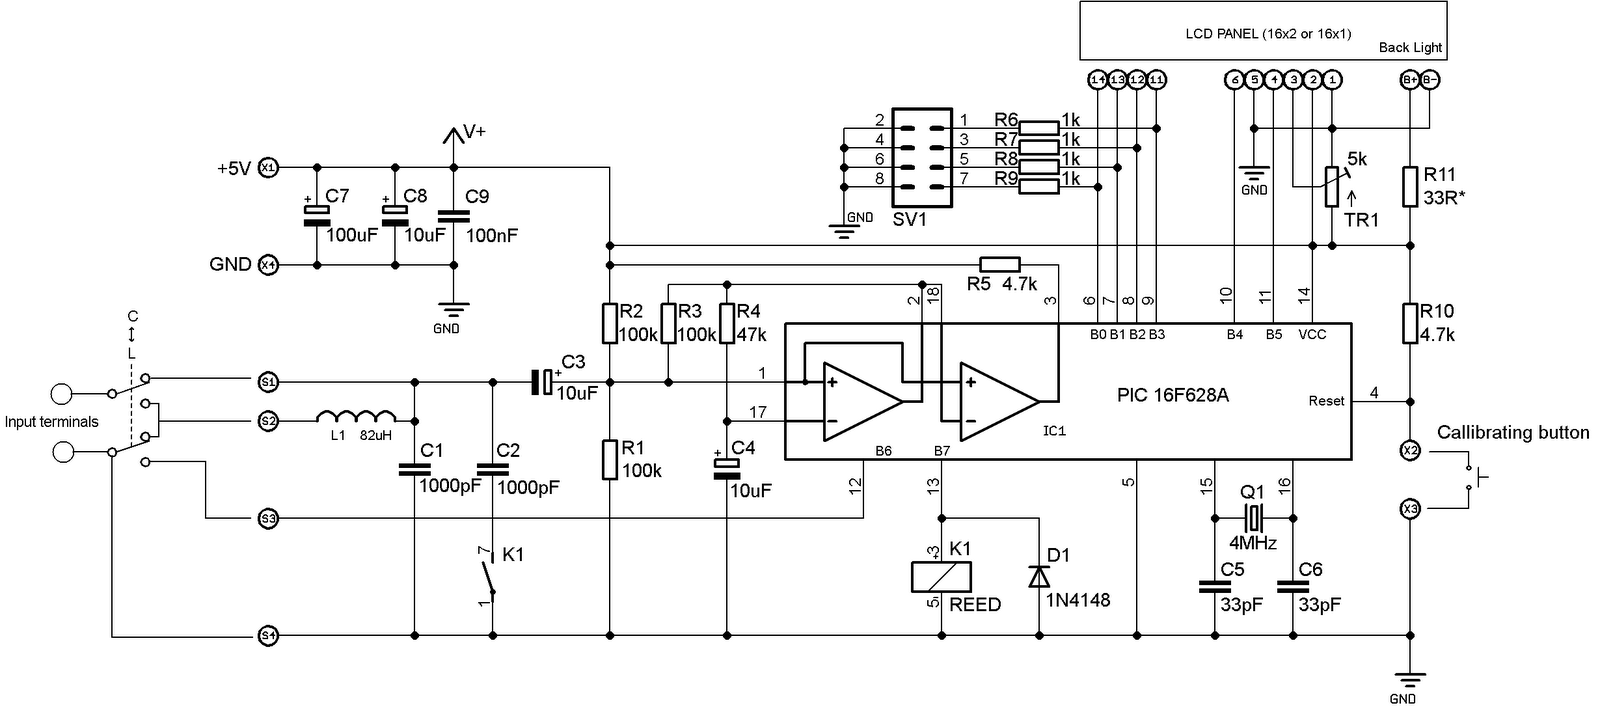 LCD PANEL (16x2 or 16x1)
Back Light
14 13 12 11 6 5 4 3 2 1 B+ B-
V+
2 1 R6 1k
4 3 R7 1k
6 5 R8 1k
8 7 R9 1k
SV1
GND
GND
5k
TR1
R11
33R*
+5V X1
C7
100uF
C8
10uF
C9
100nF
GND X4
GND
R5 4.7k
2 18 3 6 7 8 9 10 11 14
R2
100k
R3
100k
R4
47k
B0 B1 B2 B3 B4 B5 VCC
R10
4.7k
C
L
Input terminals
S1
S2
L1 82uH
C3
+
10uF
1
17
+
-
+
-
PIC 16F628A
IC1
Reset
4
B6 B7
C1
1000pF
C2
1000pF
R1
100k
C4
10uF
12 13 5 15 16
Q1
4MHz
X2
X3
Callibrating button
S3
7 K1
1
+3 K1
5- REED
D1
1N4148
C5
33pF
C6
33pF
S4
GND